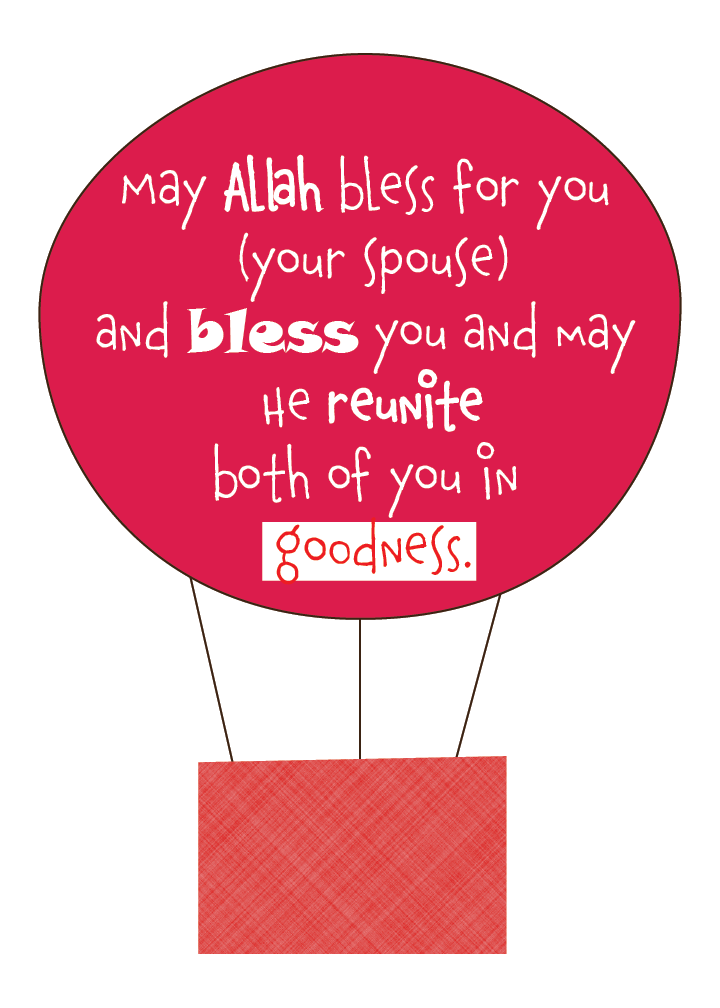 May Allah bless for you
(your spouse)
and bless you and may
He reunite
both of you in
goodness.